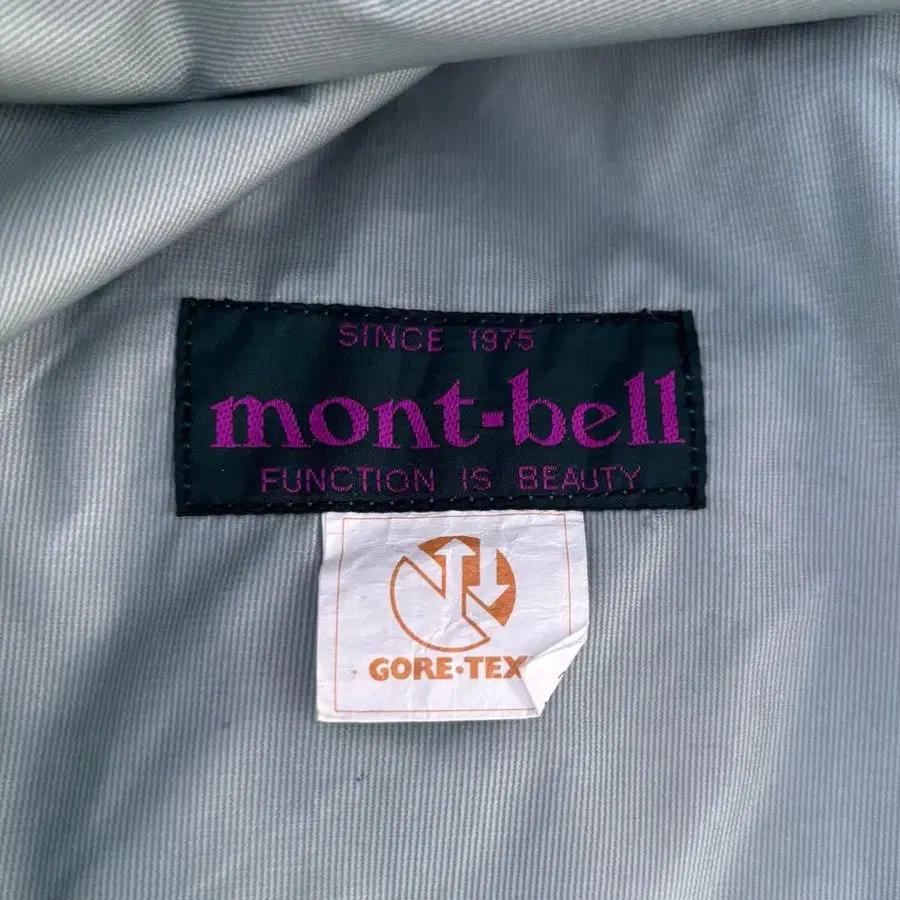 SINCE 1975
mont-bell
FUNCTION IS BEAUTY
GORE-TEX